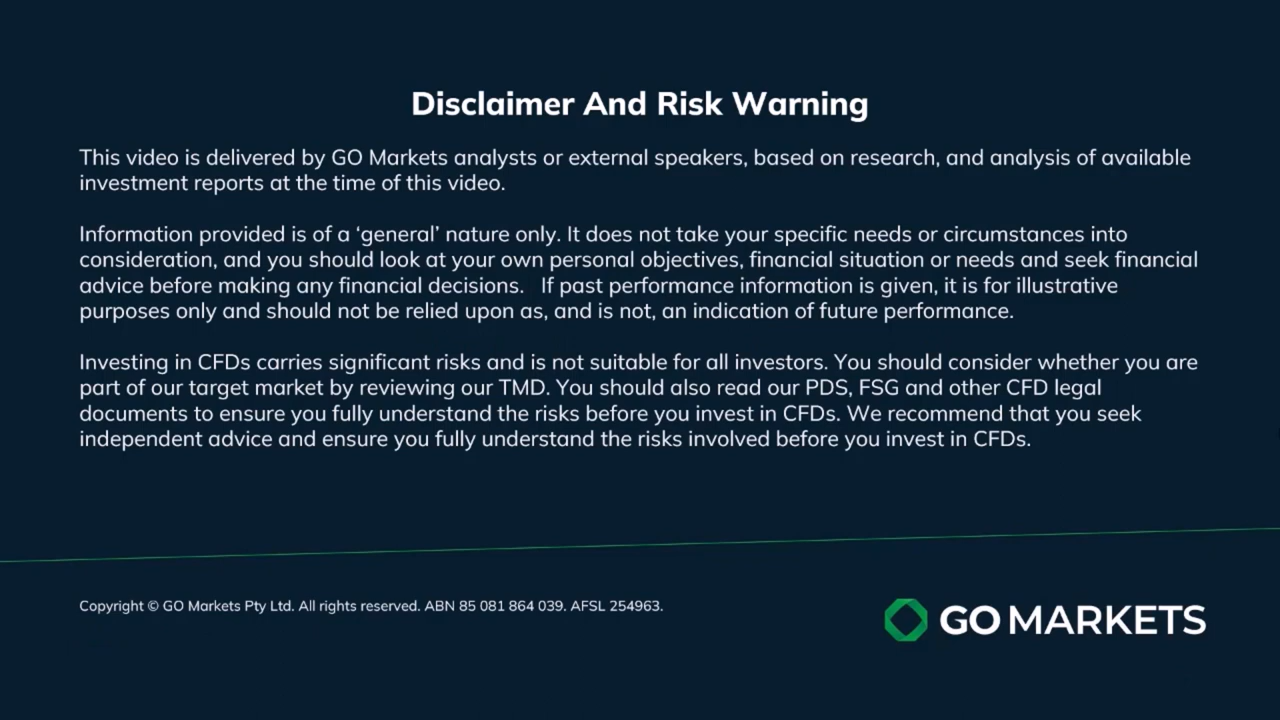 Disclaimer And Risk Warning
This video is delivered by GO Markets analysts or external speakers, based on research, and analysis of available
investment reports at the time of this video.
Information provided is of a ‘general’ nature only. It does not take your specific needs or circumstances into
consideration, and you should look at your own personal objectives, financial situation or needs and seek financial
advice before making any financial decisions.   If past performance information is given, it is for illustrative
purposes only and should not be relied upon as, and is not, an indication of future performance.
Investing in CFDs carries significant risks and is not suitable for all investors. You should consider whether you are
part of our target market by reviewing our TMD. You should also read our PDS, FSG and other CFD legal
documents to ensure you fully understand the risks before you invest in CFDs. We recommend that you seek
independent advice and ensure you fully understand the risks involved before you invest in CFDs.
Copyright © GO Markets Pty Ltd. All rights reserved. ABN 85 081 864 039. AFSL 254963.
GO MARKETS